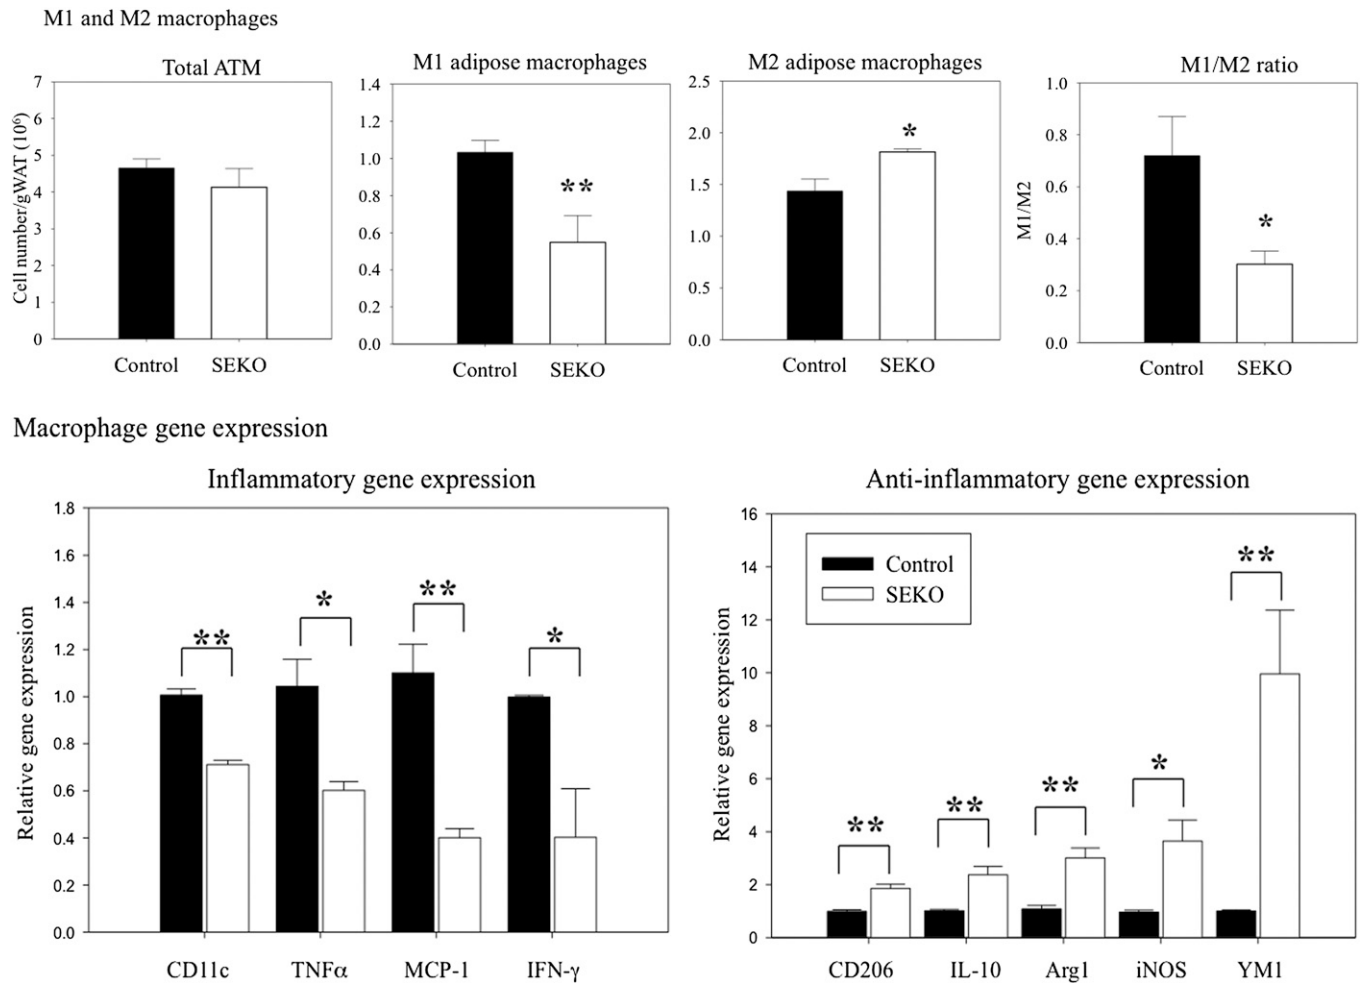 M1 and M2 macrophages
Total ATM
M1 adipose macrophages
M2 adipose macrophages
M1/M2 ratio
Cell number/gWAT (10⁶)
7
6
5
4
3
2
1
0
Control SEKO
1.4
1.2
1.0
0.8
0.6
0.4
0.2
0.0
**
Control SEKO
2.5
2.0
1.5
1.0
0.5
0.0
*
Control SEKO
M1/M2
1.0
0.8
0.6
0.4
0.2
0.0
*
Control SEKO
Macrophage gene expression
Inflammatory gene expression
Relative gene expression
1.8
1.6
1.4
1.2
1.0
0.8
0.6
0.4
0.2
0.0
** * ** *
CD11c TNFα MCP-1 IFN-γ
Anti-inflammatory gene expression
Relative gene expression
16
14
12
10
8
6
4
2
0
Control
SEKO
** ** ** * **
CD206 IL-10 Arg1 iNOS YM1